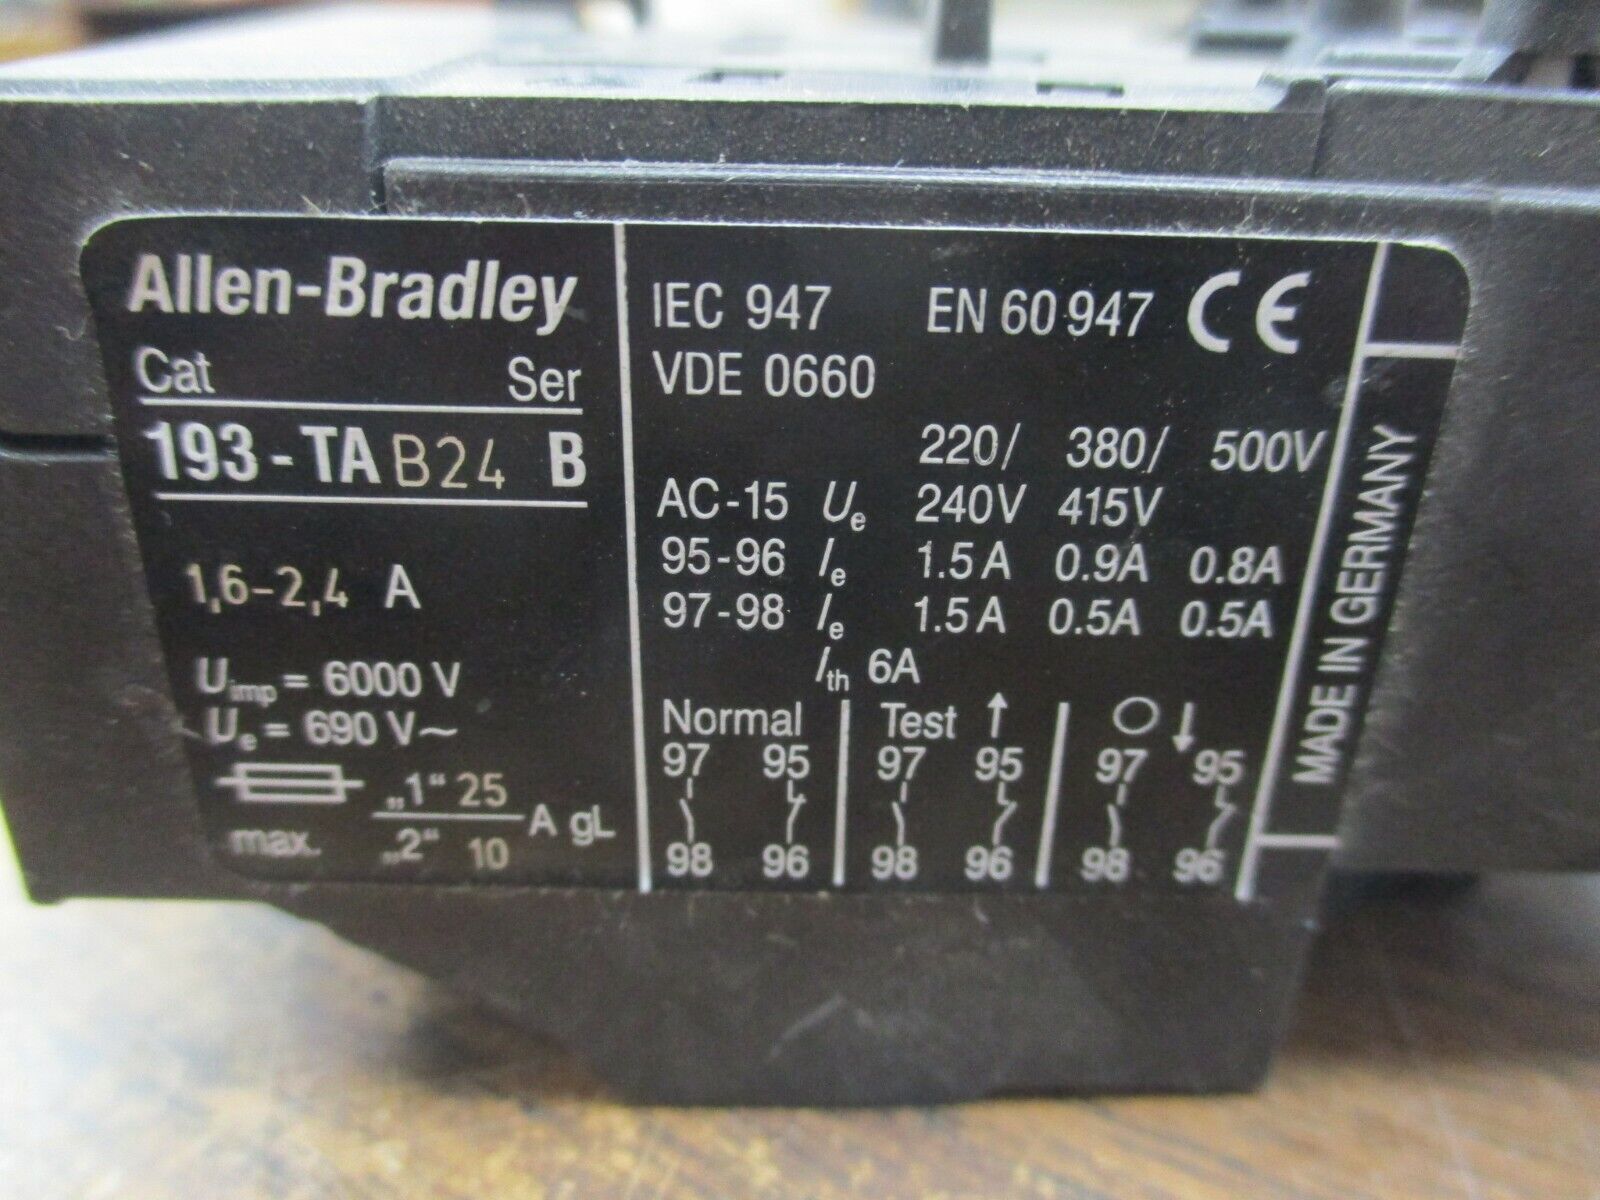 Allen-Bradley
Cat Ser
193-TA B24 B
1,6-2,4 A
Uimp = 6000 V
Ue = 690 V~
max. „1“ 25
„2“ 10 A gL
IEC 947 EN 60 947 CE
VDE 0660
220/ 380/ 500V
AC-15 Ue 240V 415V
95-96 Ie 1.5A 0.9A 0.8A
97-98 Ie 1.5A 0.5A 0.5A
Ith 6A
Normal Test ↑ O ↓
97 95 97 95 97 95
98 96 98 96 98 96
MADE IN GERMANY